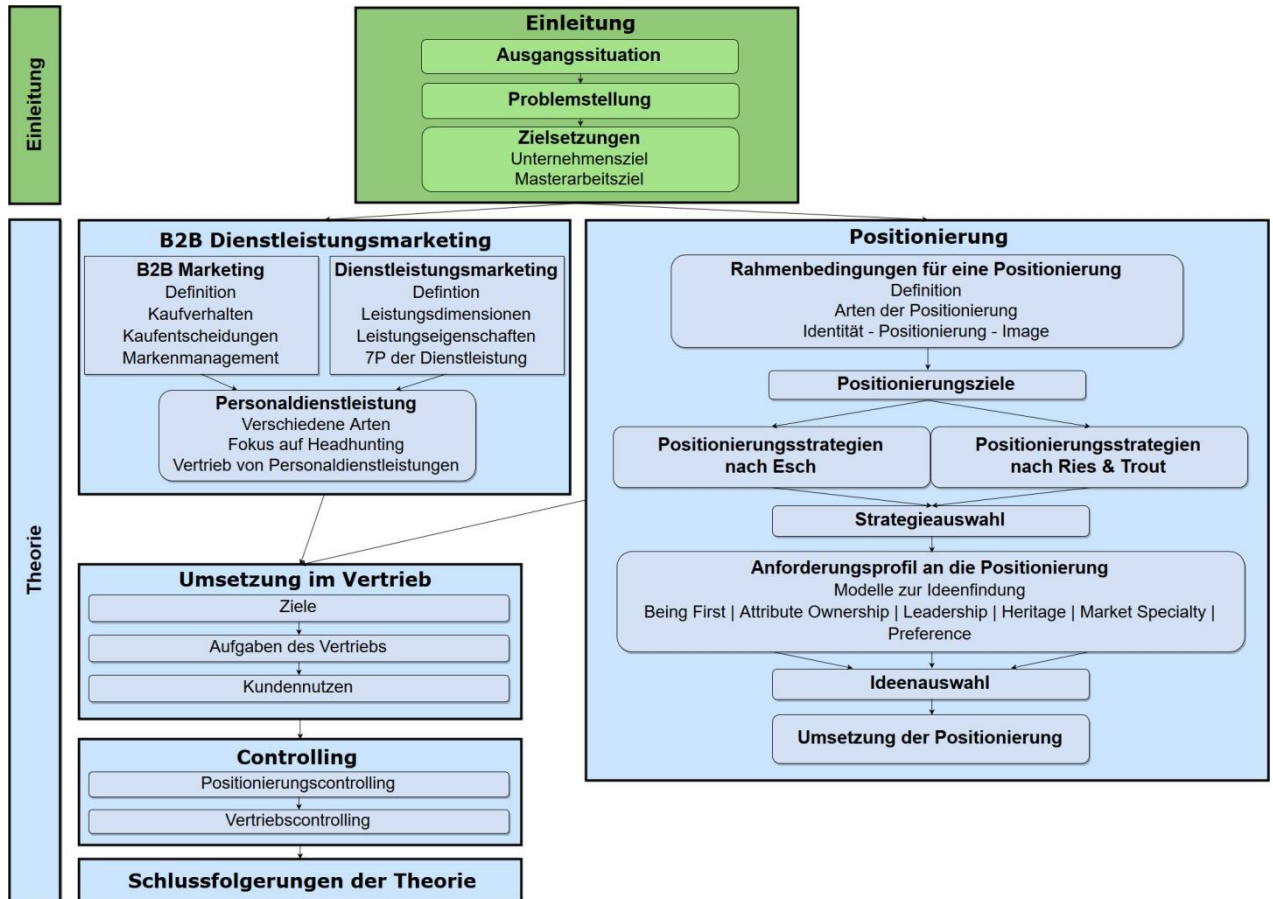 Einleitung
Einleitung
Ausgangssituation
Problemstellung
Zielsetzungen
Unternehmensziel
Masterarbeitsziel
Theorie
B2B Dienstleistungsmarketing
B2B Marketing
Definition
Kaufverhalten
Kaufentscheidungen
Markenmanagement
Dienstleistungsmarketing
Defintion
Leistungsdimensionen
Leistungseigenschaften
7P der Dienstleistung
Personaldienstleistung
Verschiedene Arten
Fokus auf Headhunting
Vertrieb von Personaldienstleistungen
Positionierung
Rahmenbedingungen für eine Positionierung
Definition
Arten der Positionierung
Identität - Positionierung - Image
Positionierungsziele
Positionierungsstrategien
nach Esch
Positionierungsstrategien
nach Ries & Trout
Strategieauswahl
Anforderungsprofil an die Positionierung
Modelle zur Ideenfindung
Being First | Attribute Ownership | Leadership | Heritage | Market Specialty |
Preference
Ideenauswahl
Umsetzung der Positionierung
Umsetzung im Vertrieb
Ziele
Aufgaben des Vertriebs
Kundennutzen
Controlling
Positionierungscontrolling
Vertriebscontrolling
Schlussfolgerungen der Theorie